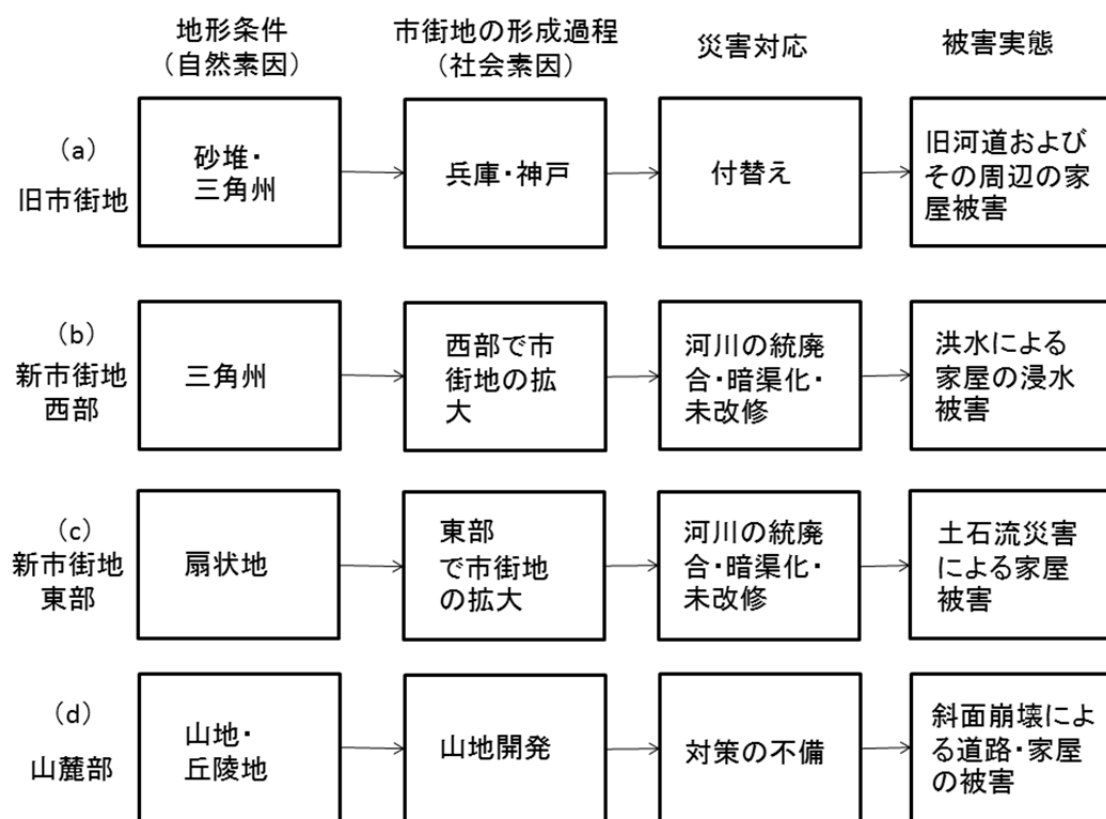 地形条件
（自然素因）
市街地の形成過程
（社会素因）
災害対応
被害実態
（a）
旧市街地
砂堆・
三角州
兵庫・神戸
付替え
旧河道および
その周辺の家
屋被害
（b）
新市街地
西部
三角州
西部で市
街地の拡
大
河川の統廃
合・暗渠化・
未改修
洪水による
家屋の浸水
被害
（c）
新市街地
東部
扇状地
東部
で市街地
の拡大
河川の統廃
合・暗渠化・
未改修
土石流災害
による家屋
被害
（d）
山麓部
山地・
丘陵地
山地開発
対策の不備
斜面崩壊によ
る道路・家屋
の被害